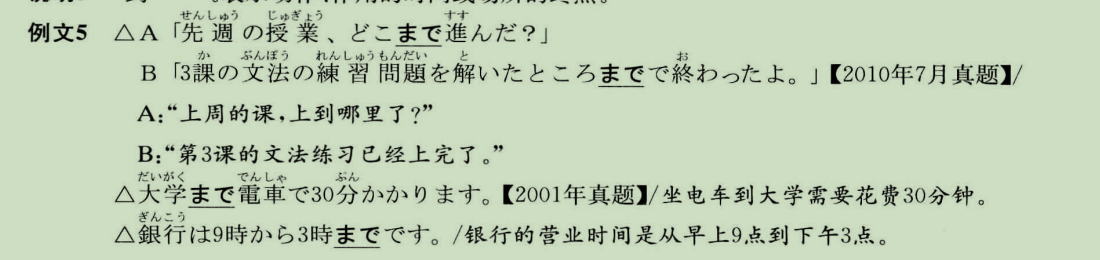 例文5 △A「先週の授業、どこまで進んだ?」
B「3課の文法の練習問題を解いたところまでで終わったよ。」【2010年7月真题】/
A:“上周的课,上到哪里了?”
B:“第3课的文法练习已经上完了。”
△大学まで電車で30分かかります。【2001年真题】/坐电车到大学需要花费30分钟。
△銀行は9時から3時までです。/银行的营业时间是从早上9点到下午3点。